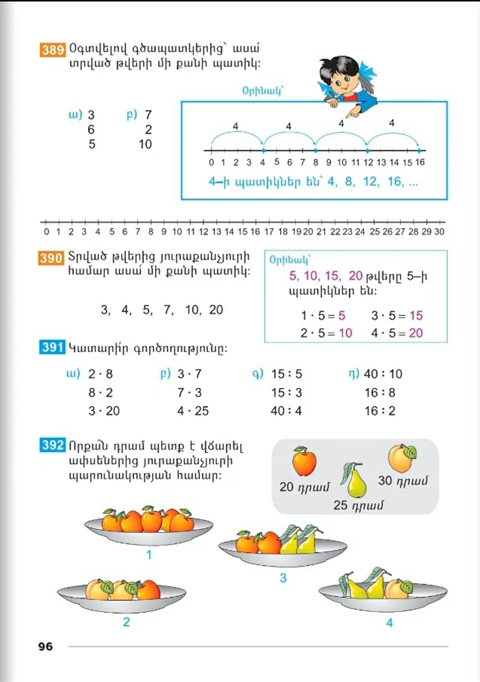 389 Օգտվելով գծապատկերից՝ ասա՛
տրված թվերի մի քանի պատիկ:
Օրինակ՝
ա) 3 բ) 7
6 2
5 10
4 4 4 4
0 1 2 3 4 5 6 7 8 9 10 11 12 13 14 15 16
4–ի պատիկներ են՝ 4, 8, 12, 16, ...
0 1 2 3 4 5 6 7 8 9 10 11 12 13 14 15 16 17 18 19 20 21 22 23 24 25 26 27 28 29 30
390 Տրված թվերից յուրաքանչյուրի
համար ասա՛ մի քանի պատիկ:
3, 4, 5, 7, 10, 20
Օրինակ՝
5, 10, 15, 20 թվերը 5–ի
պատիկներ են:
1 · 5 = 5 3 · 5 = 15
2 · 5 = 10 4 · 5 = 20
391 Կատարի՛ր գործողությունը:
ա) 2 · 8 բ) 3 · 7 գ) 15 : 5 դ) 40 : 10
8 · 2 7 · 3 15 : 3 16 : 8
3 · 20 4 · 25 40 : 4 16 : 2
392 Որքա՞ն դրամ պետք է վճարել
ափսեներից յուրաքանչյուրի
պարունակության համար:
20 դրամ
25 դրամ
30 դրամ
1
2
3
4
96